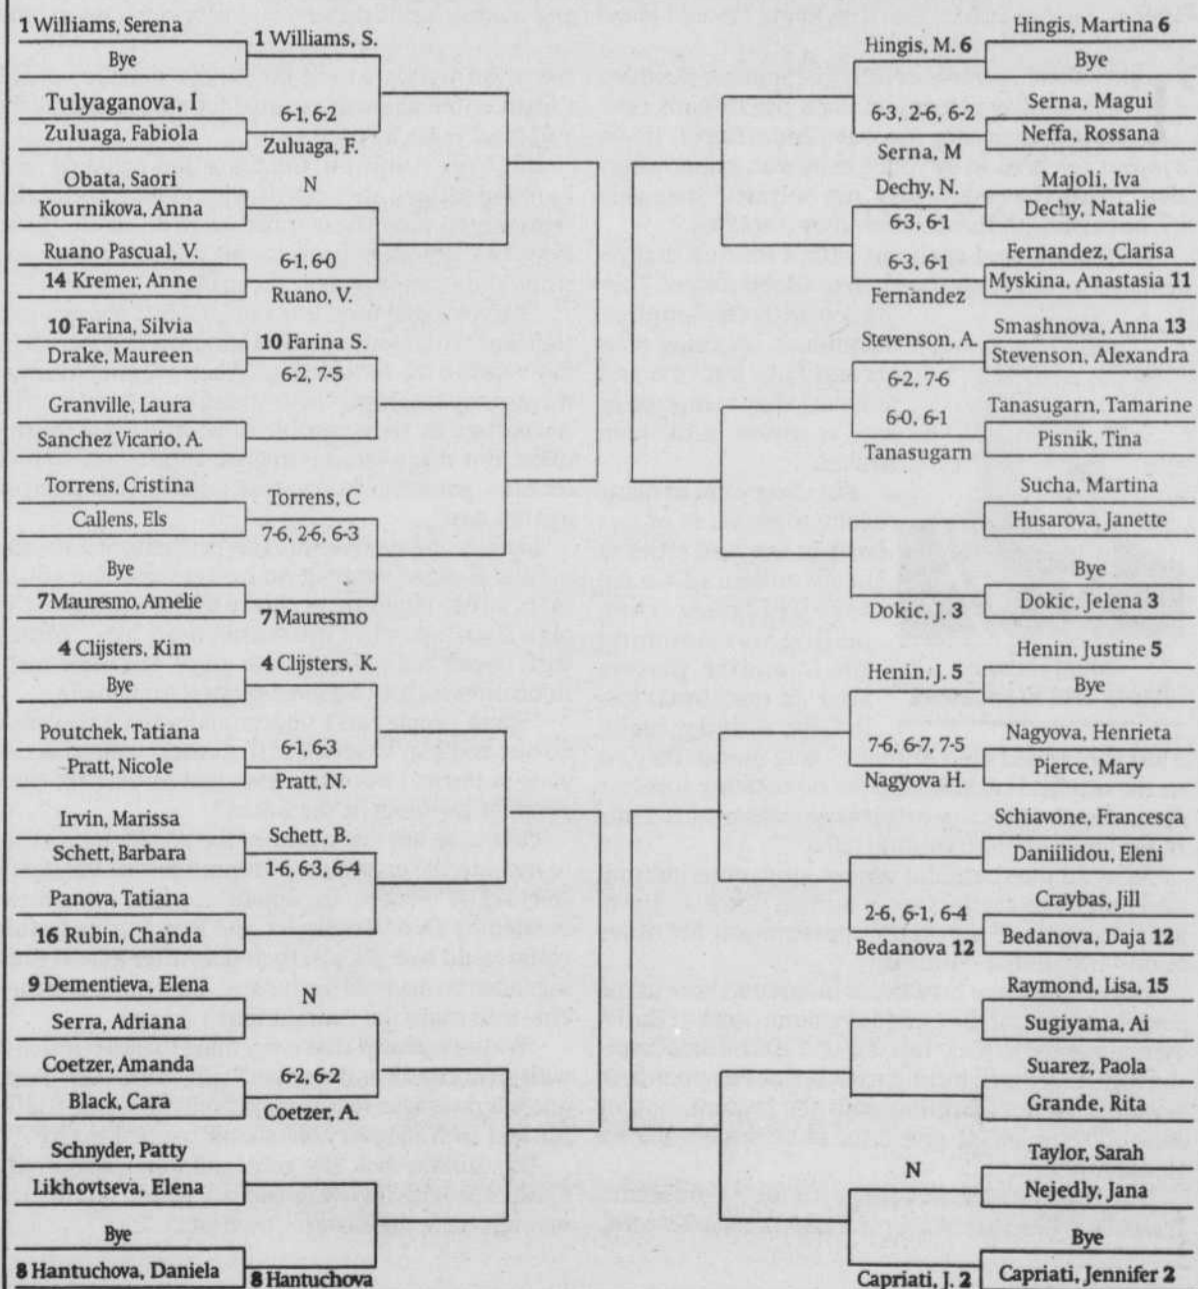 1 Williams, Serena
Bye
Tulyaganova, I
Zuluaga, Fabiola
Obata, Saori
Kournikova, Anna
Ruano Pascual, V.
14 Kremer, Anne
10 Farina, Silvia
Drake, Maureen
Granville, Laura
Sanchez Vicario, A.
Torrens, Cristina
Callens, Els
Bye
7 Mauresmo, Amelie
4 Clijsters, Kim
Bye
Poutchek, Tatiana
Pratt, Nicole
Irvin, Marissa
Schett, Barbara
Panova, Tatiana
16 Rubin, Chanda
9 Dementieva, Elena
Serra, Adriana
Coetzer, Amanda
Black, Cara
Schnyder, Patty
Likhovtseva, Elena
Bye
8 Hantuchova, Daniela
1 Williams, S.
6-1, 6-2
Zuluaga, F.
N
6-1, 6-0
Ruano, V.
10 Farina S.
6-2, 7-5
Torrens, C
7-6, 2-6, 6-3
7 Mauresmo
4 Clijsters, K.
6-1, 6-3
Pratt, N.
Schett, B.
1-6, 6-3, 6-4
N
6-2, 6-2
Coetzer, A.
8 Hantuchova
Hingis, M. 6
6-3, 2-6, 6-2
Serna, M
Dechy, N.
6-3, 6-1
6-3, 6-1
Fernandez
Stevenson, A.
6-2, 7-6
6-0, 6-1
Tanasugarn
Dokic, J. 3
Henin, J. 5
7-6, 6-7, 7-5
Nagyova H.
2-6, 6-1, 6-4
Bedanova 12
N
Capriati, J. 2
Hingis, Martina 6
Bye
Serna, Magui
Neffa, Rossana
Majoli, Iva
Dechy, Natalie
Fernandez, Clarisa
Myskina, Anastasia 11
Smashnova, Anna 13
Stevenson, Alexandra
Tanasugarn, Tamarine
Pisnik, Tina
Sucha, Martina
Husarova, Janette
Bye
Dokic, Jelena 3
Henin, Justine 5
Bye
Nagyova, Henrieta
Pierce, Mary
Schiavone, Francesca
Daniilidou, Eleni
Craybas, Jill
Bedanova, Daja 12
Raymond, Lisa, 15
Sugiyama, Ai
Suarez, Paola
Grande, Rita
Taylor, Sarah
Nejedly, Jana
Bye
Capriati, Jennifer 2